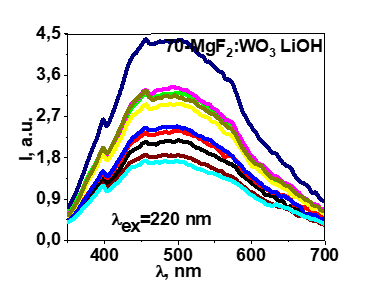 70-MgF₂:WO₃ LiOH
4,5
3,6
2,7
1,8
0,9
0,0
I, a.u.
λex=220 nm
400 500 600 700
λ, nm